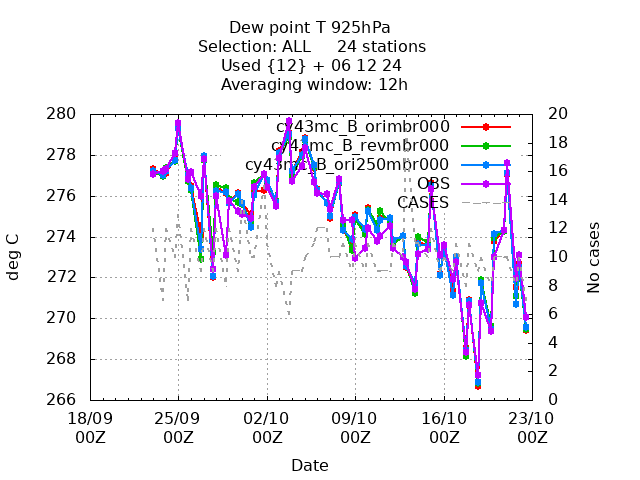 Dew point T 925hPa
Selection: ALL 24 stations
Used {12} + 06 12 24
Averaging window: 12h
280
278
276
274
272
270
268
266
deg C
20
18
16
14
12
10
8
6
4
2
0
No cases
cy43mc_B_orimbr000
cy43mc_B_revmbr000
cy43mc_B_ori250mbr000
OBS
CASES
18/09 25/09 02/10 09/10 16/10 23/10
00Z 00Z 00Z 00Z 00Z 00Z
Date